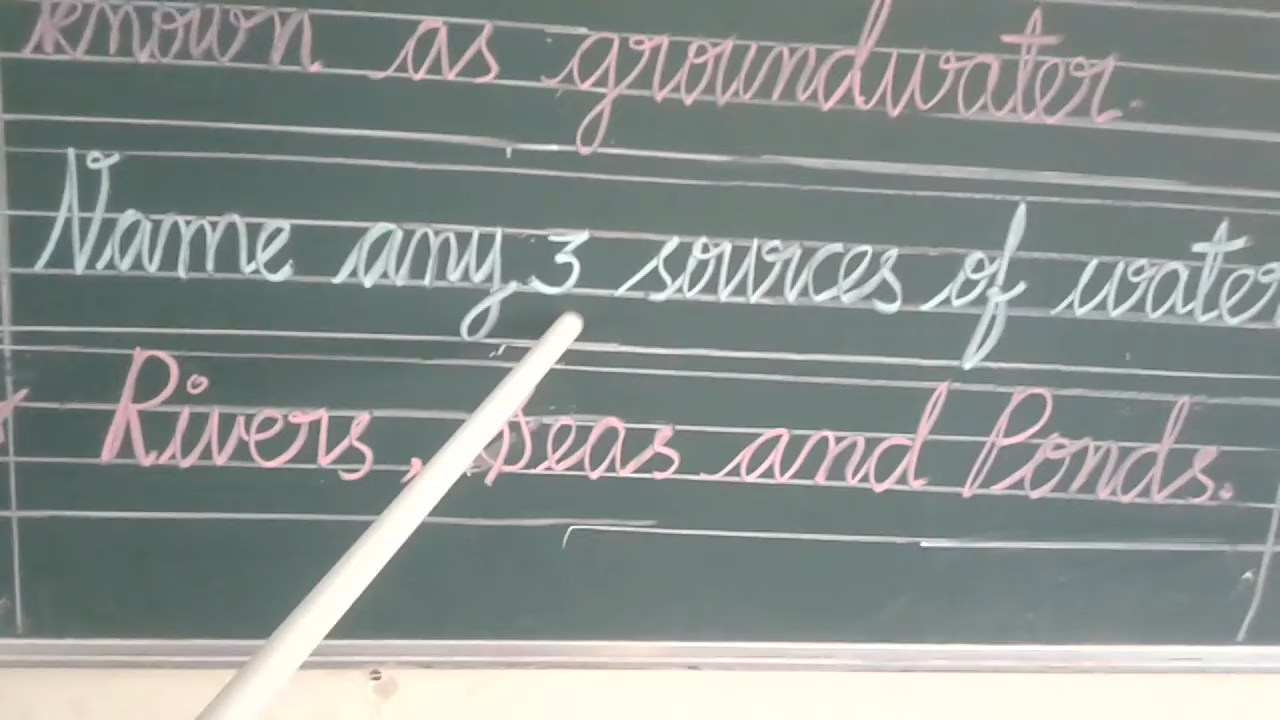 known as groundwater.
Name any 3 sources of water
Rivers, Seas and Ponds.